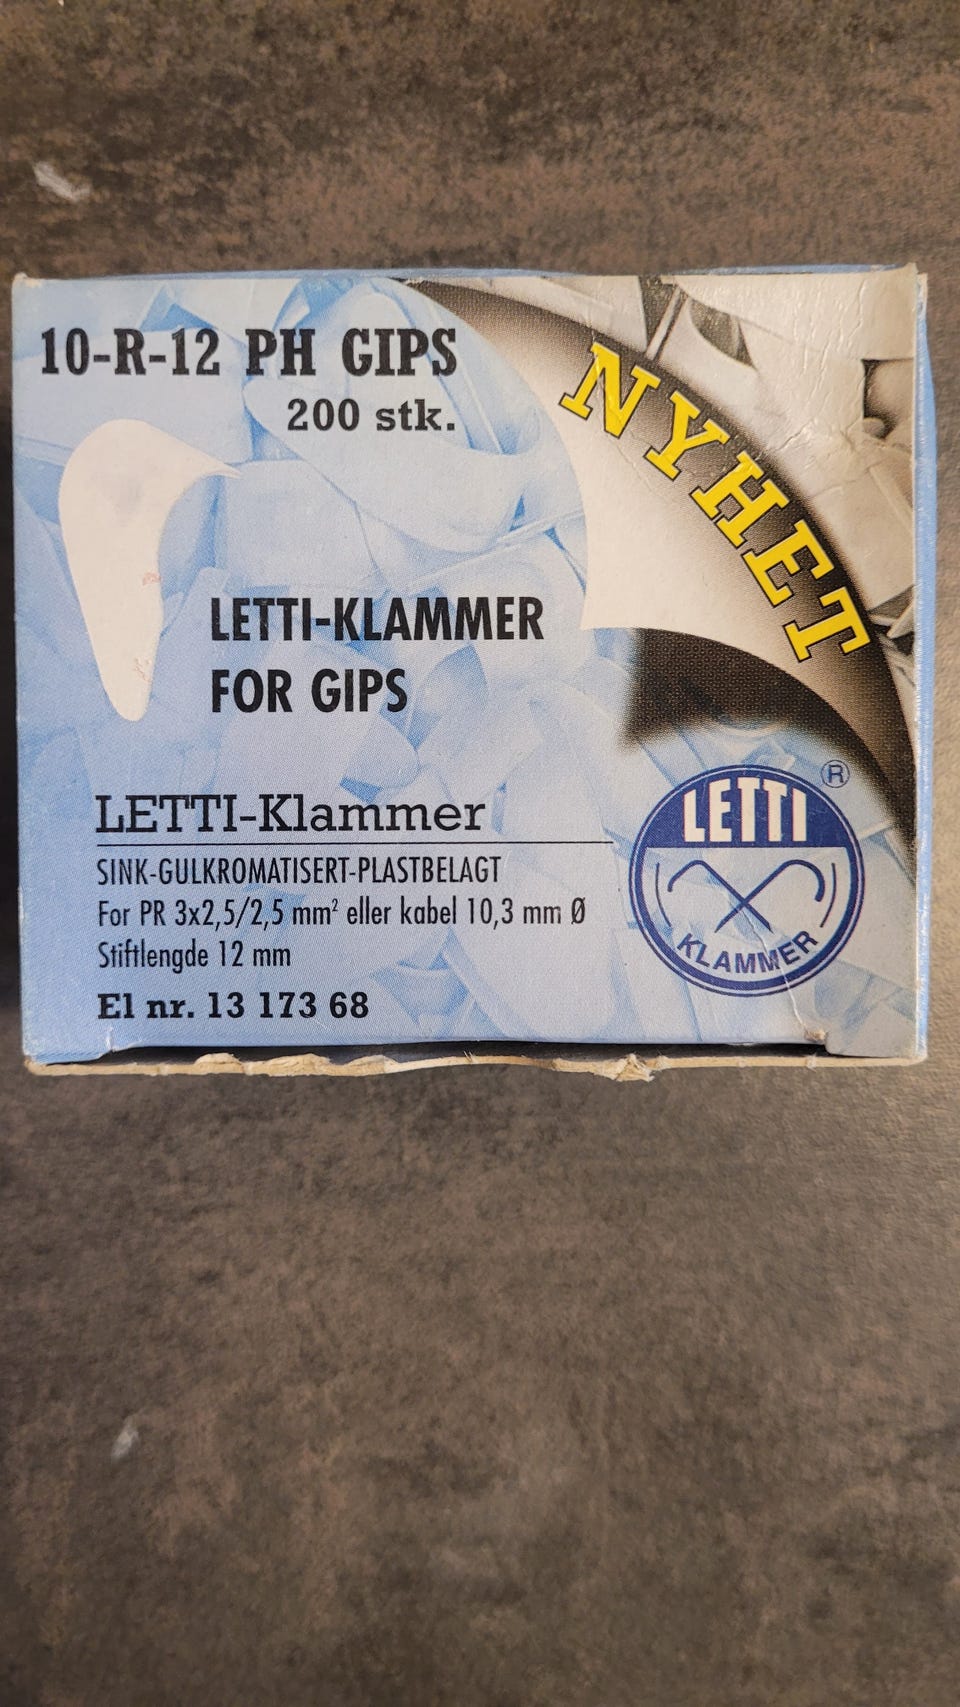 10-R-12 PH GIPS
200 stk.
NYHET
LETTI-KLAMMER
FOR GIPS
LETTI-Klammer
SINK-GULKROMATISERT-PLASTBELAGT
For PR 3x2,5/2,5 mm² eller kabel 10,3 mm Ø
Stiftlengde 12 mm
El nr. 13 173 68
®
LETTI
KLAMMER